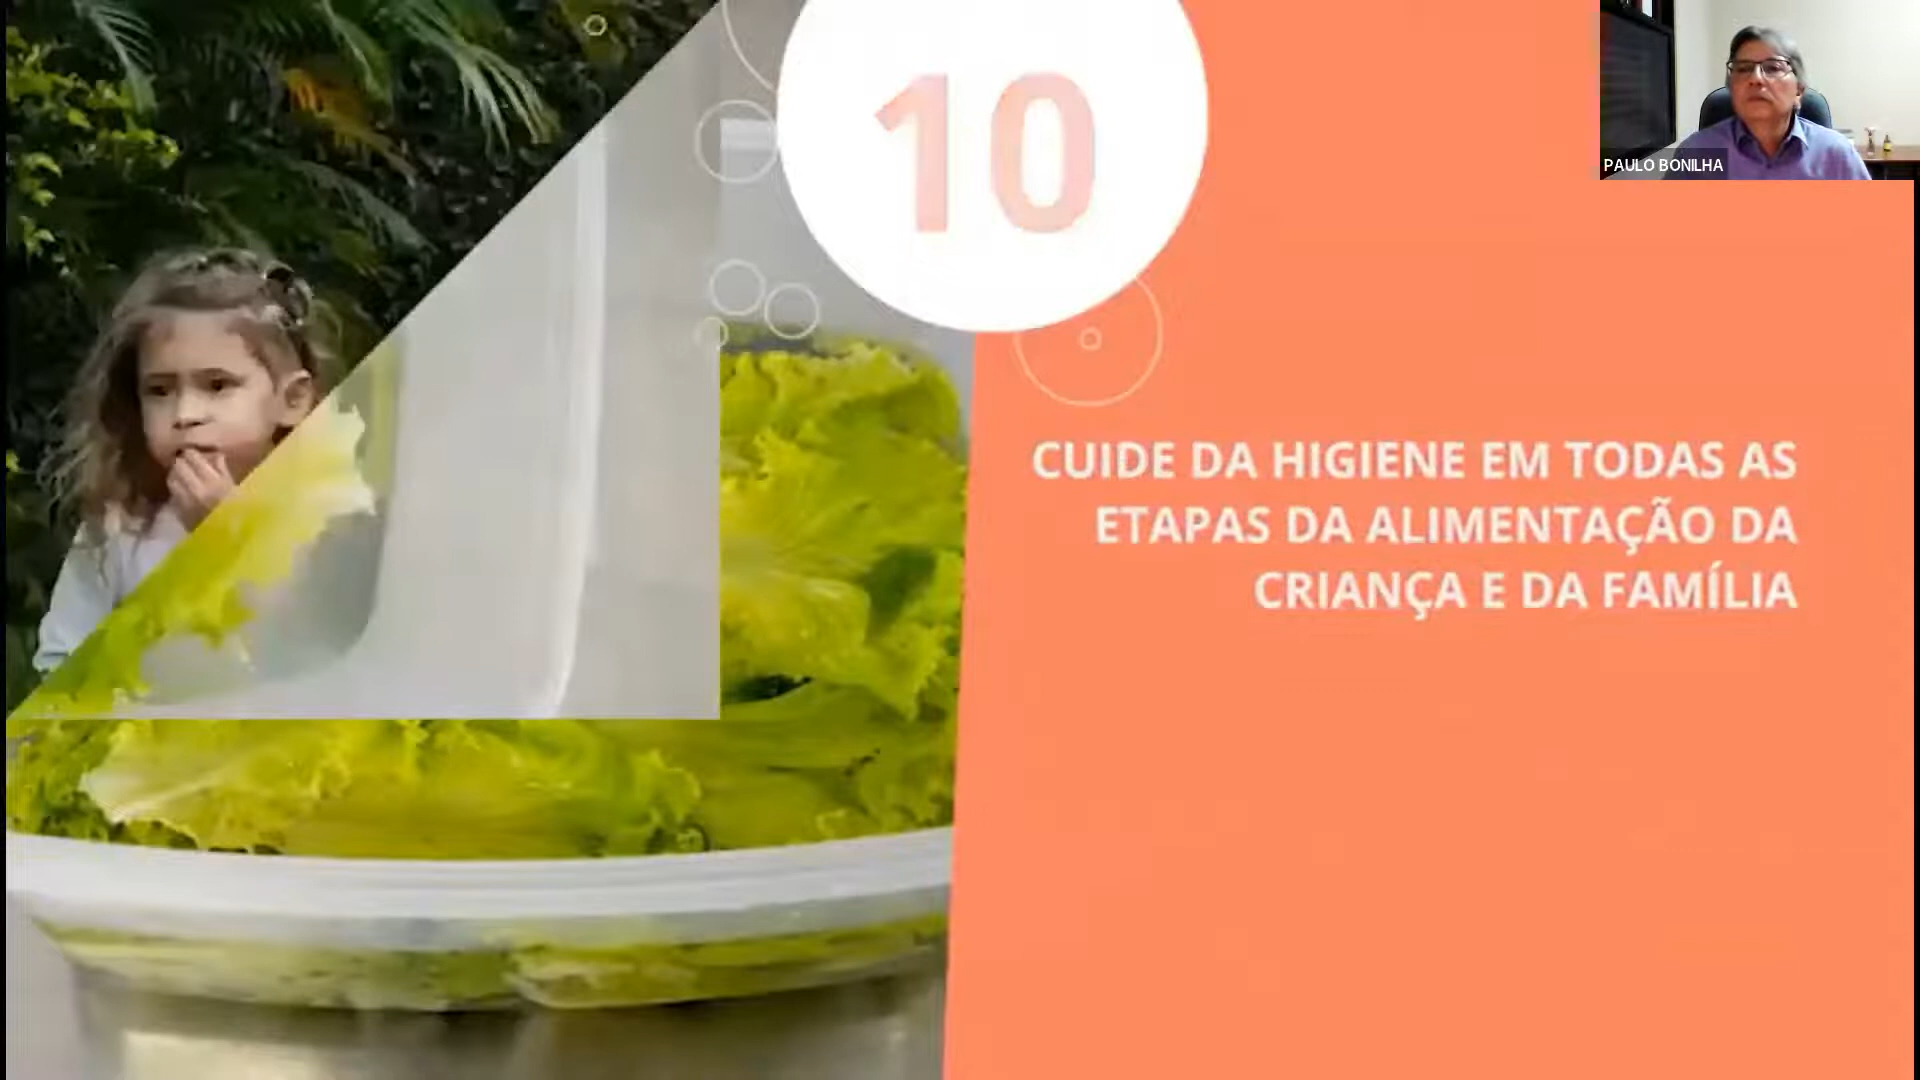 10
PAULO BONILHA
CUIDE DA HIGIENE EM TODAS AS
ETAPAS DA ALIMENTAÇÃO DA
CRIANÇA E DA FAMÍLIA